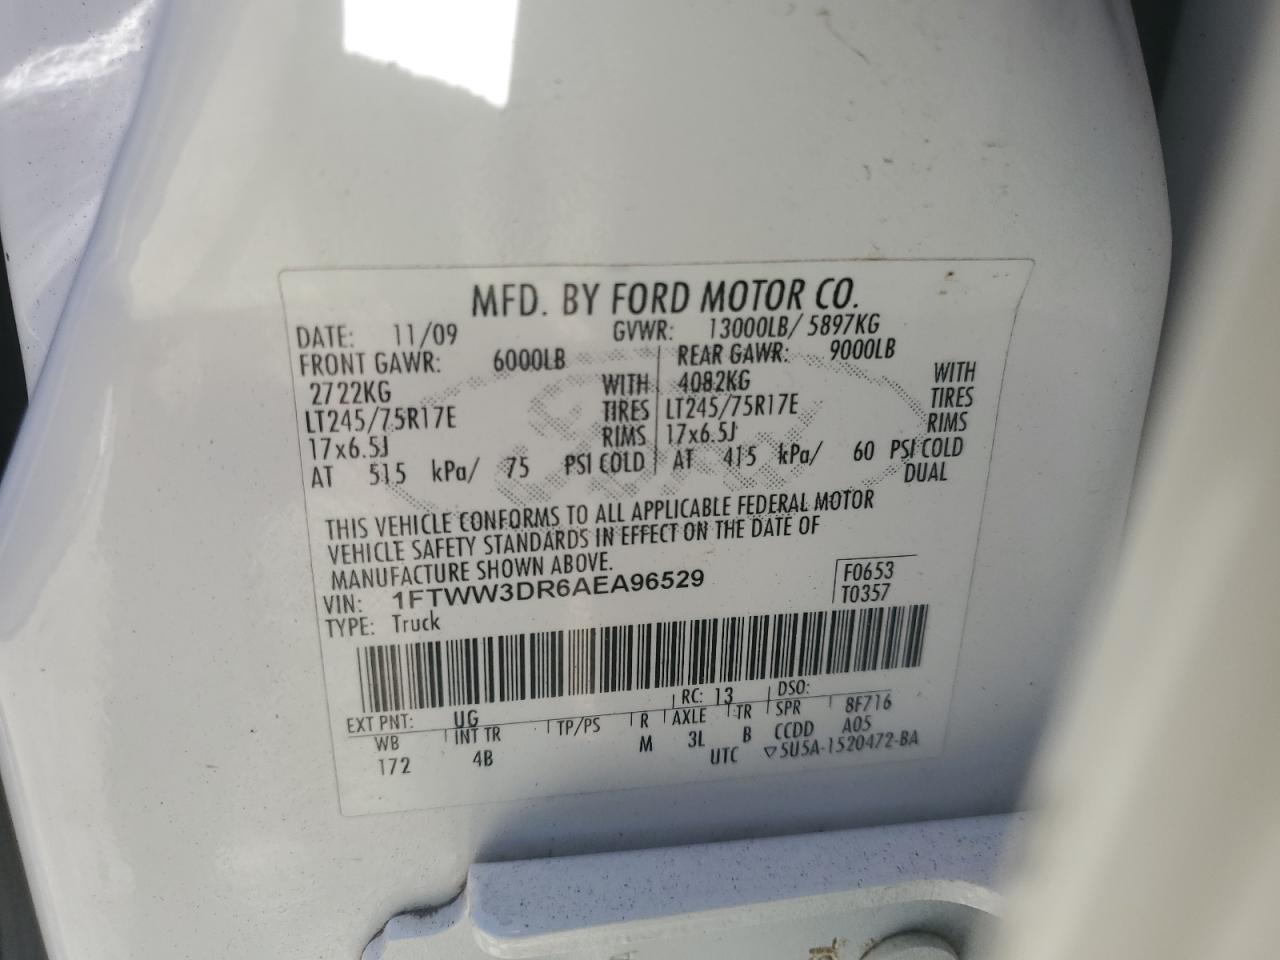 MFD. BY FORD MOTOR CO.
DATE: 11/09 GVWR: 13000LB/ 5897KG
FRONT GAWR: 6000LB REAR GAWR: 9000LB
2722KG WITH 4082KG WITH
LT245/75R17E TIRES LT245/75R17E TIRES
17x6.5J RIMS 17x6.5J RIMS
AT 515 kPa/ 75 PSI COLD AT 415 kPa/ 60 PSI COLD
DUAL
THIS VEHICLE CONFORMS TO ALL APPLICABLE FEDERAL MOTOR
VEHICLE SAFETY STANDARDS IN EFFECT ON THE DATE OF
MANUFACTURE SHOWN ABOVE.
VIN: 1FTWW3DR6AEA96529 F0653
TYPE: Truck T0357
EXT PNT: UG RC: 13 DSO:
WB INT TR TP/PS R AXLE TR SPR 8F716
172 4B M 3L B CCDD A05
UTC ▽5U5A-1520472-BA